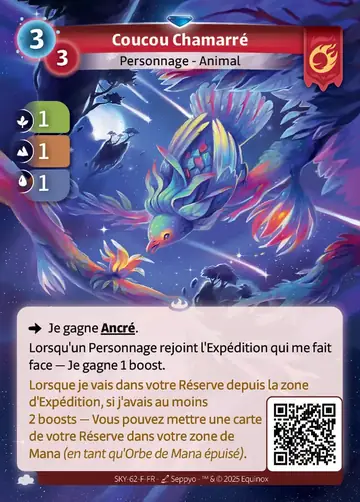 3
3
Coucou Chamarré
Personnage - Animal
1
1
1
Je gagne Ancré.
Lorsqu'un Personnage rejoint l'Expédition qui me fait
face — Je gagne 1 boost.
Lorsque je vais dans votre Réserve depuis la zone
d'Expédition, si j'avais au moins
2 boosts — Vous pouvez mettre une carte
de votre Réserve dans votre zone de
Mana (en tant qu'Orbe de Mana épuisé).
SKY-62-F-FR - Seppyo - ™ & © 2025 Equinox